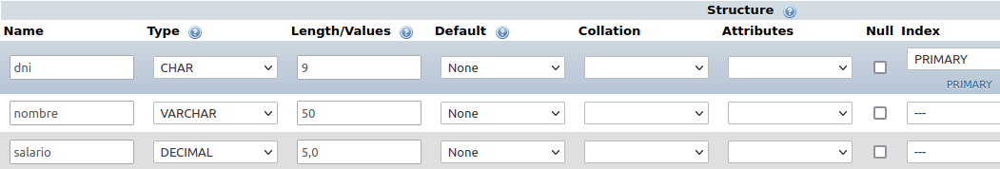 Structure
Name Type Length/Values Default Collation Attributes Null Index
dni CHAR 9 None PRIMARY
PRIMARY
nombre VARCHAR 50 None ---
salario DECIMAL 5,0 None ---